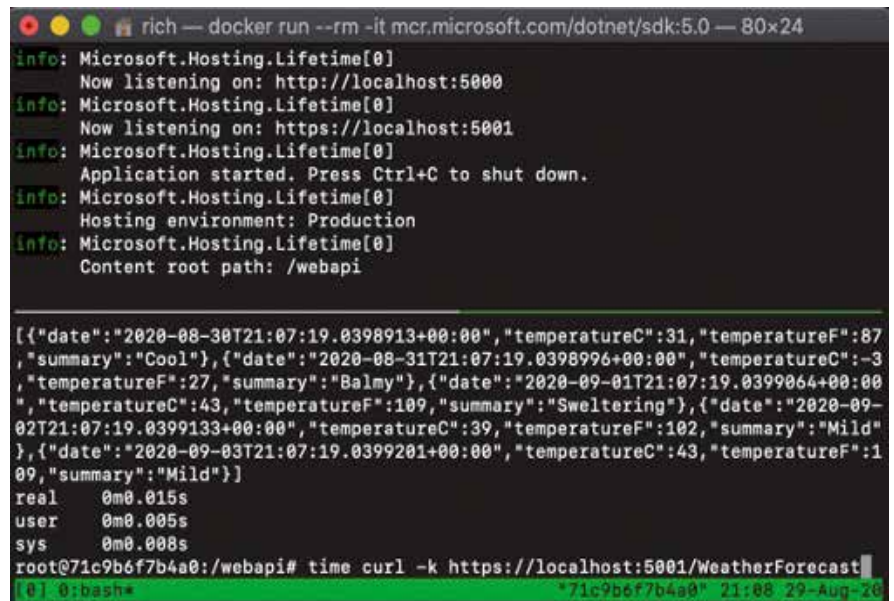 rich — docker run --rm -it mcr.microsoft.com/dotnet/sdk:5.0 — 80×24
info: Microsoft.Hosting.Lifetime[0]
Now listening on: http://localhost:5000
info: Microsoft.Hosting.Lifetime[0]
Now listening on: https://localhost:5001
info: Microsoft.Hosting.Lifetime[0]
Application started. Press Ctrl+C to shut down.
info: Microsoft.Hosting.Lifetime[0]
Hosting environment: Production
info: Microsoft.Hosting.Lifetime[0]
Content root path: /webapi
[{"date":"2020-08-30T21:07:19.0398913+00:00","temperatureC":31,"temperatureF":87
,"summary":"Cool"},{"date":"2020-08-31T21:07:19.0398996+00:00","temperatureC":-3
,"temperatureF":27,"summary":"Balmy"},{"date":"2020-09-01T21:07:19.0399064+00:00
","temperatureC":43,"temperatureF":109,"summary":"Sweltering"},{"date":"2020-09-
02T21:07:19.0399133+00:00","temperatureC":39,"temperatureF":102,"summary":"Mild"
},{"date":"2020-09-03T21:07:19.0399201+00:00","temperatureC":43,"temperatureF":1
09,"summary":"Mild"}]
real 0m0.015s
user 0m0.005s
sys 0m0.008s
root@71c9b6f7b4a0:/webapi# time curl -k https://localhost:5001/WeatherForecast
[0] 0:bash* "71c9b6f7b4a0" 21:08 29-Aug-20